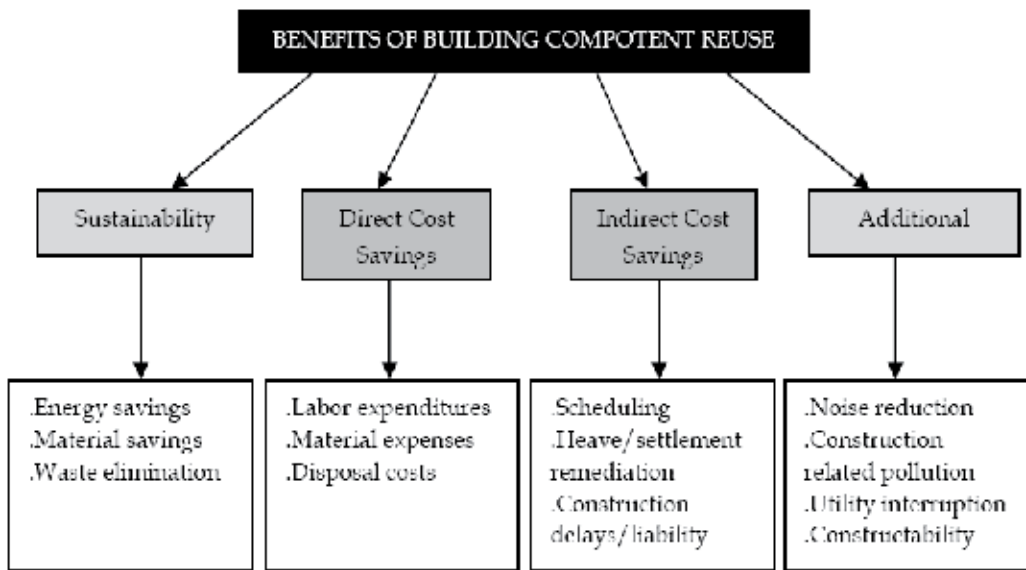 BENEFITS OF BUILDING COMPOTENT REUSE
Sustainability
Direct Cost
Savings
Indirect Cost
Savings
Additional
.Energy savings
.Material savings
.Waste elimination
.Labor expenditures
.Material expenses
.Disposal costs
.Scheduling
.Heave/settlement
remediation
.Construction
delays/liability
.Noise reduction
.Construction
related pollution
.Utility interruption
.Constructability